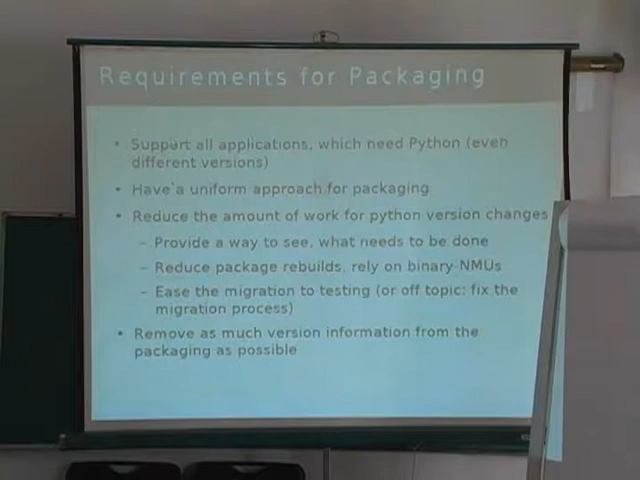 Requirements for Packaging
• Support all applications, which need Python (even
different versions)
• Have a uniform approach for packaging
• Reduce the amount of work for python version changes
– Provide a way to see, what needs to be done
– Reduce package rebuilds, rely on binary-NMUs
– Ease the migration to testing (or off topic: fix the
migration process)
• Remove as much version information from the
packaging as possible